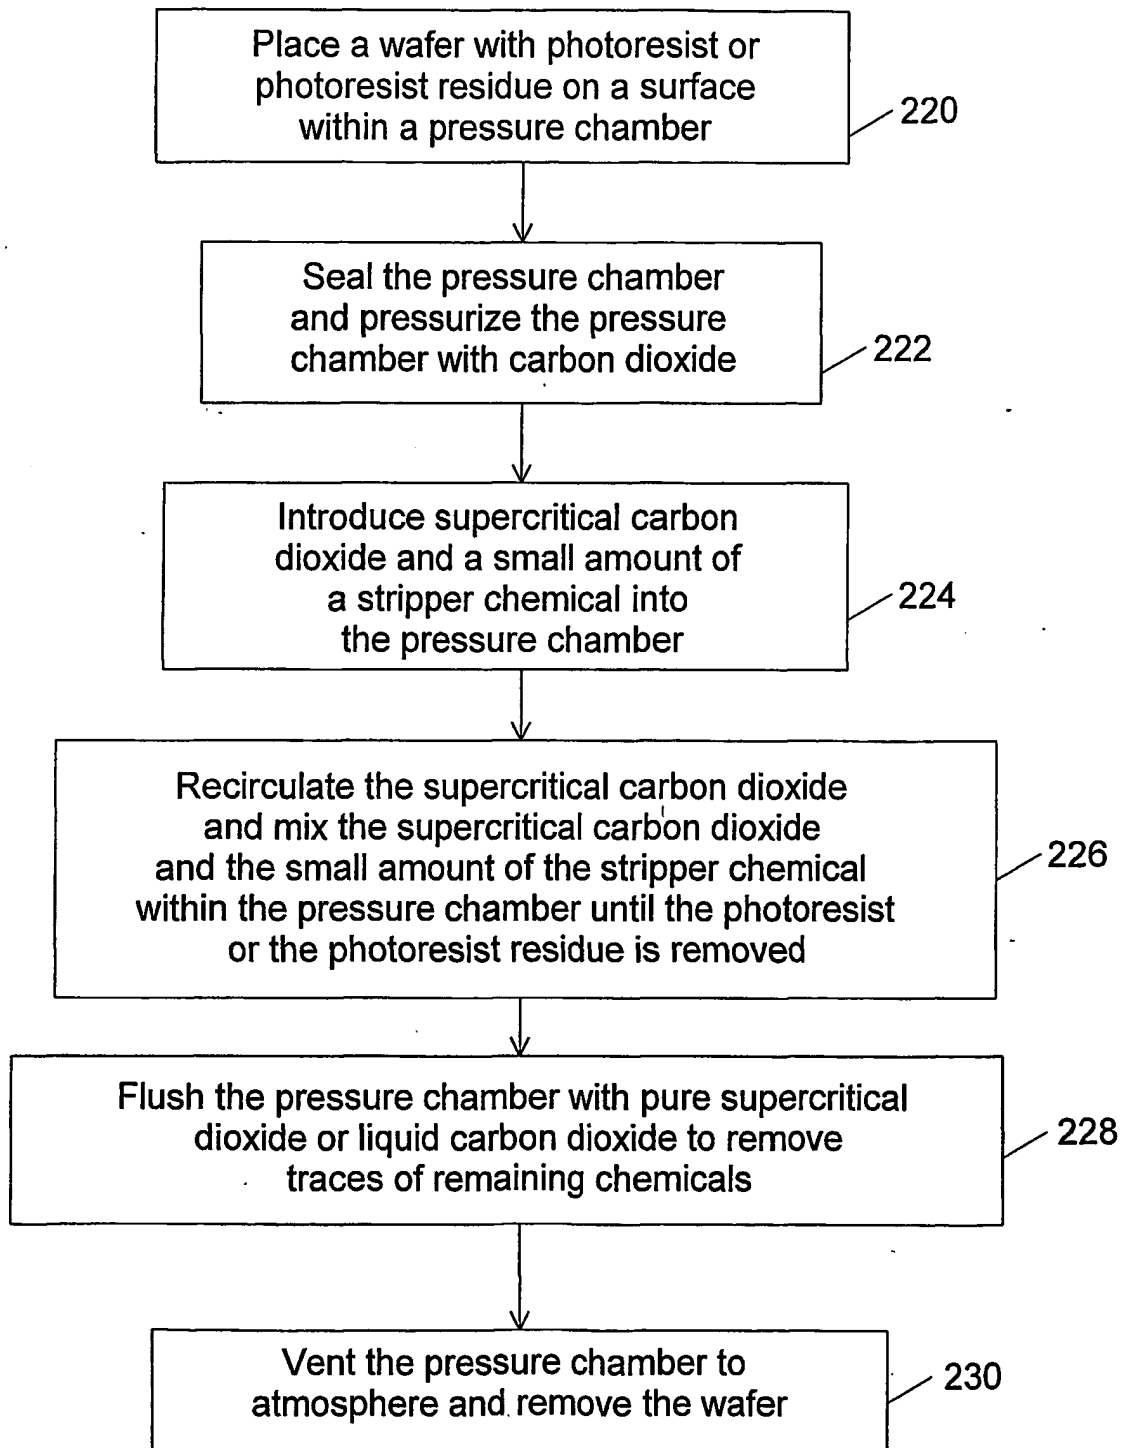 Place a wafer with photoresist or
photoresist residue on a surface
within a pressure chamber
220
Seal the pressure chamber
and pressurize the pressure
chamber with carbon dioxide
222
Introduce supercritical carbon
dioxide and a small amount of
a stripper chemical into
the pressure chamber
224
Recirculate the supercritical carbon dioxide
and mix the supercritical carbon dioxide
and the small amount of the stripper chemical
within the pressure chamber until the photoresist
or the photoresist residue is removed
226
Flush the pressure chamber with pure supercritical
dioxide or liquid carbon dioxide to remove
traces of remaining chemicals
228
Vent the pressure chamber to
atmosphere and remove the wafer
230